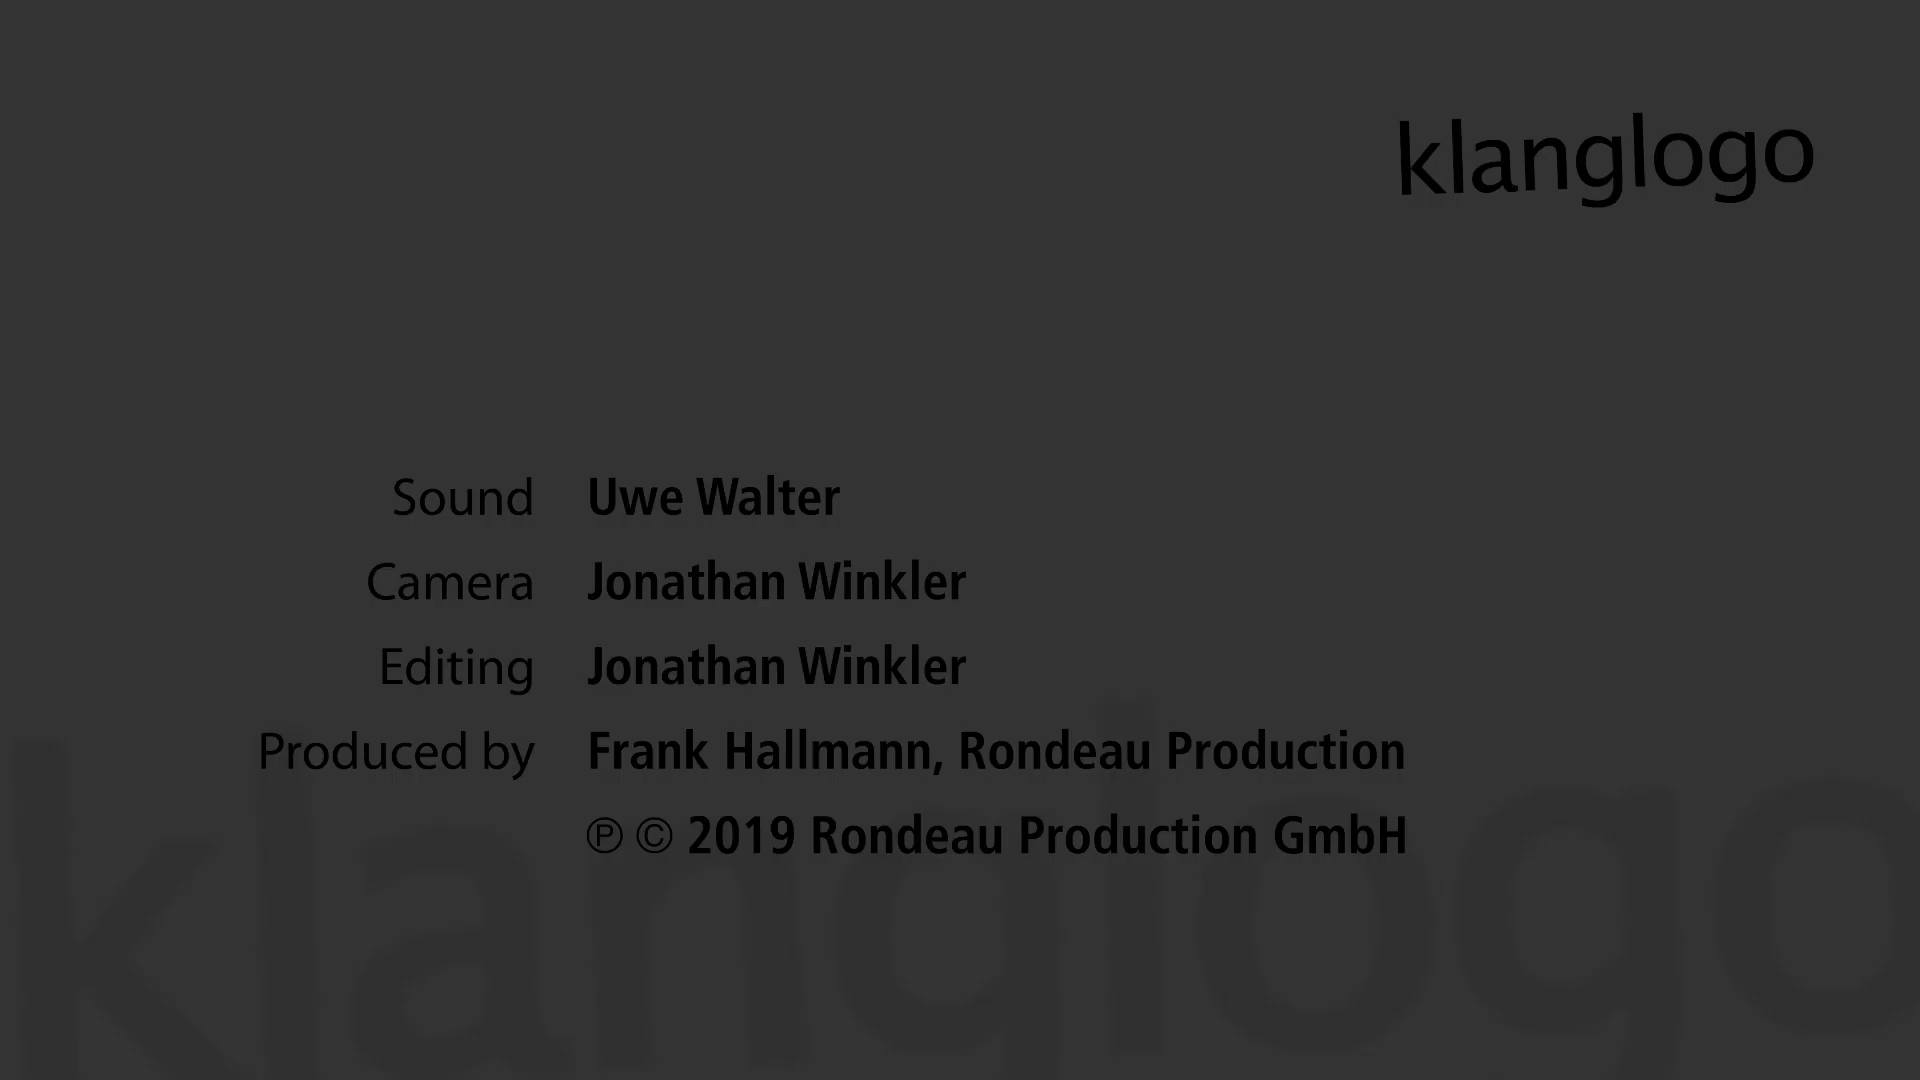 klanglogo
Sound Uwe Walter
Camera Jonathan Winkler
Editing Jonathan Winkler
Produced by Frank Hallmann, Rondeau Production
℗ © 2019 Rondeau Production GmbH
klanglogo